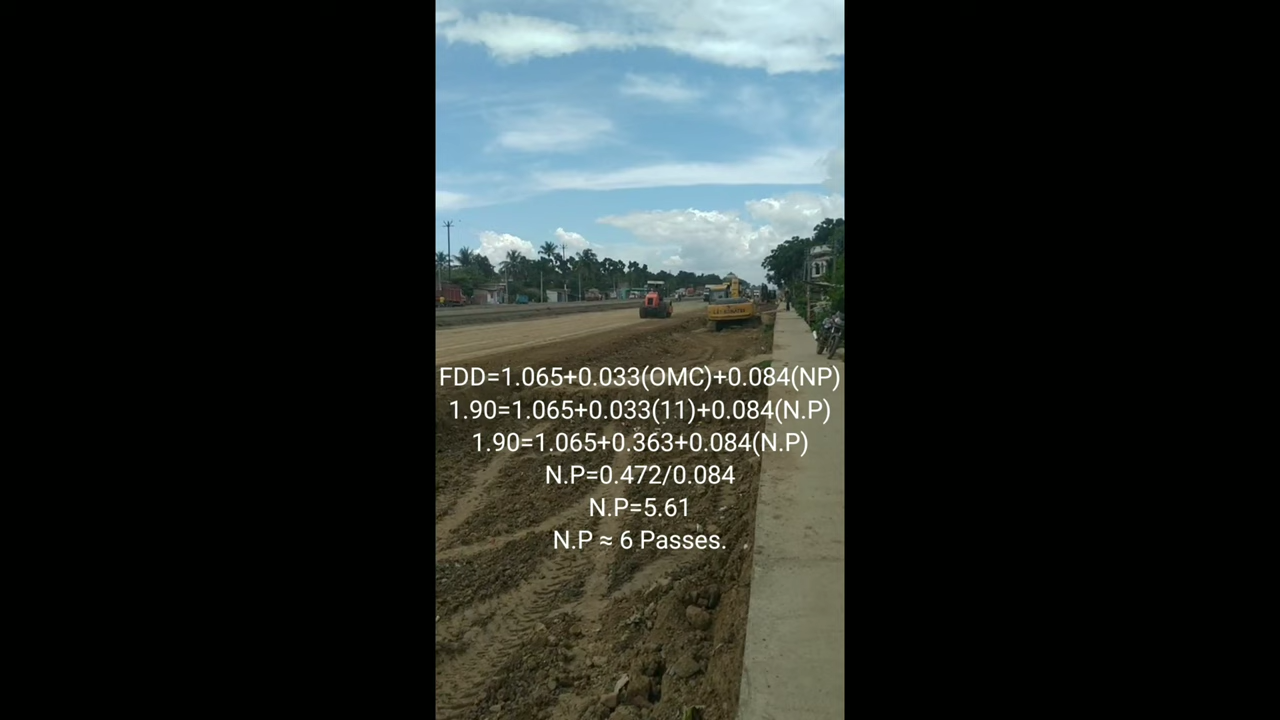 FDD=1.065+0.033(OMC)+0.084(NP)
1.90=1.065+0.033(11)+0.084(N.P)
1.90=1.065+0.363+0.084(N.P)
N.P=0.472/0.084
N.P=5.61
N.P ≈ 6 Passes.